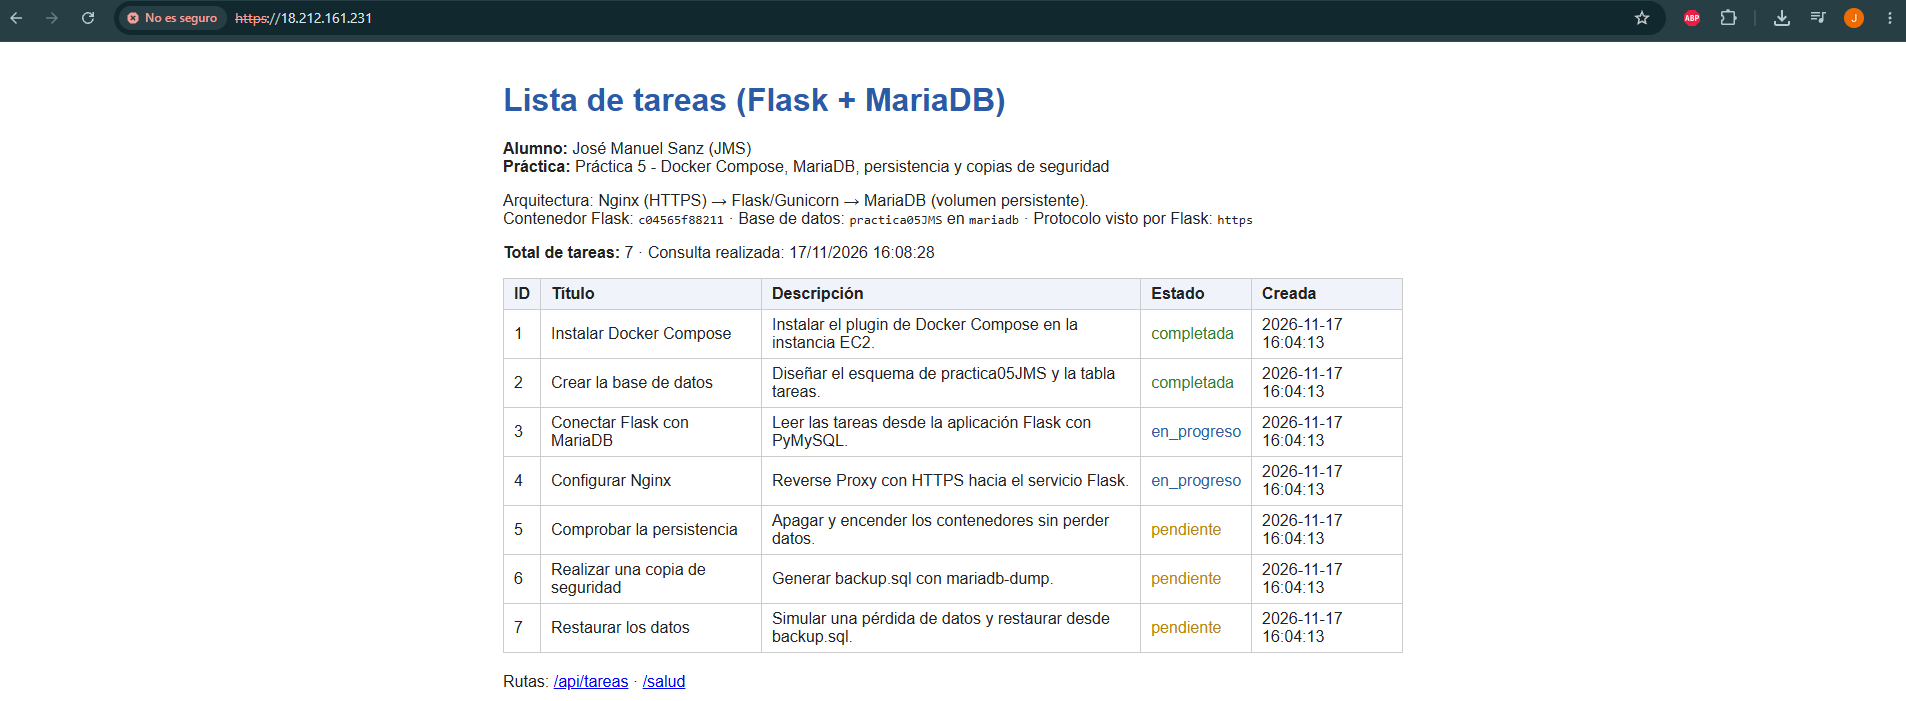 No es seguro https://18.212.161.231
ABP
J
Lista de tareas (Flask + MariaDB)
Alumno: José Manuel Sanz (JMS)
Práctica: Práctica 5 - Docker Compose, MariaDB, persistencia y copias de seguridad
Arquitectura: Nginx (HTTPS) → Flask/Gunicorn → MariaDB (volumen persistente).
Contenedor Flask: c04565f88211 · Base de datos: practica05JMS en mariadb · Protocolo visto por Flask: https
Total de tareas: 7 · Consulta realizada: 17/11/2026 16:08:28
ID Título Descripción Estado Creada
1 Instalar Docker Compose Instalar el plugin de Docker Compose en la
instancia EC2. completada 2026-11-17
16:04:13
2 Crear la base de datos Diseñar el esquema de practica05JMS y la tabla
tareas. completada 2026-11-17
16:04:13
3 Conectar Flask con
MariaDB Leer las tareas desde la aplicación Flask con
PyMySQL. en_progreso 2026-11-17
16:04:13
4 Configurar Nginx Reverse Proxy con HTTPS hacia el servicio Flask. en_progreso 2026-11-17
16:04:13
5 Comprobar la persistencia Apagar y encender los contenedores sin perder
datos. pendiente 2026-11-17
16:04:13
6 Realizar una copia de
seguridad Generar backup.sql con mariadb-dump. pendiente 2026-11-17
16:04:13
7 Restaurar los datos Simular una pérdida de datos y restaurar desde
backup.sql. pendiente 2026-11-17
16:04:13
Rutas: /api/tareas · /salud